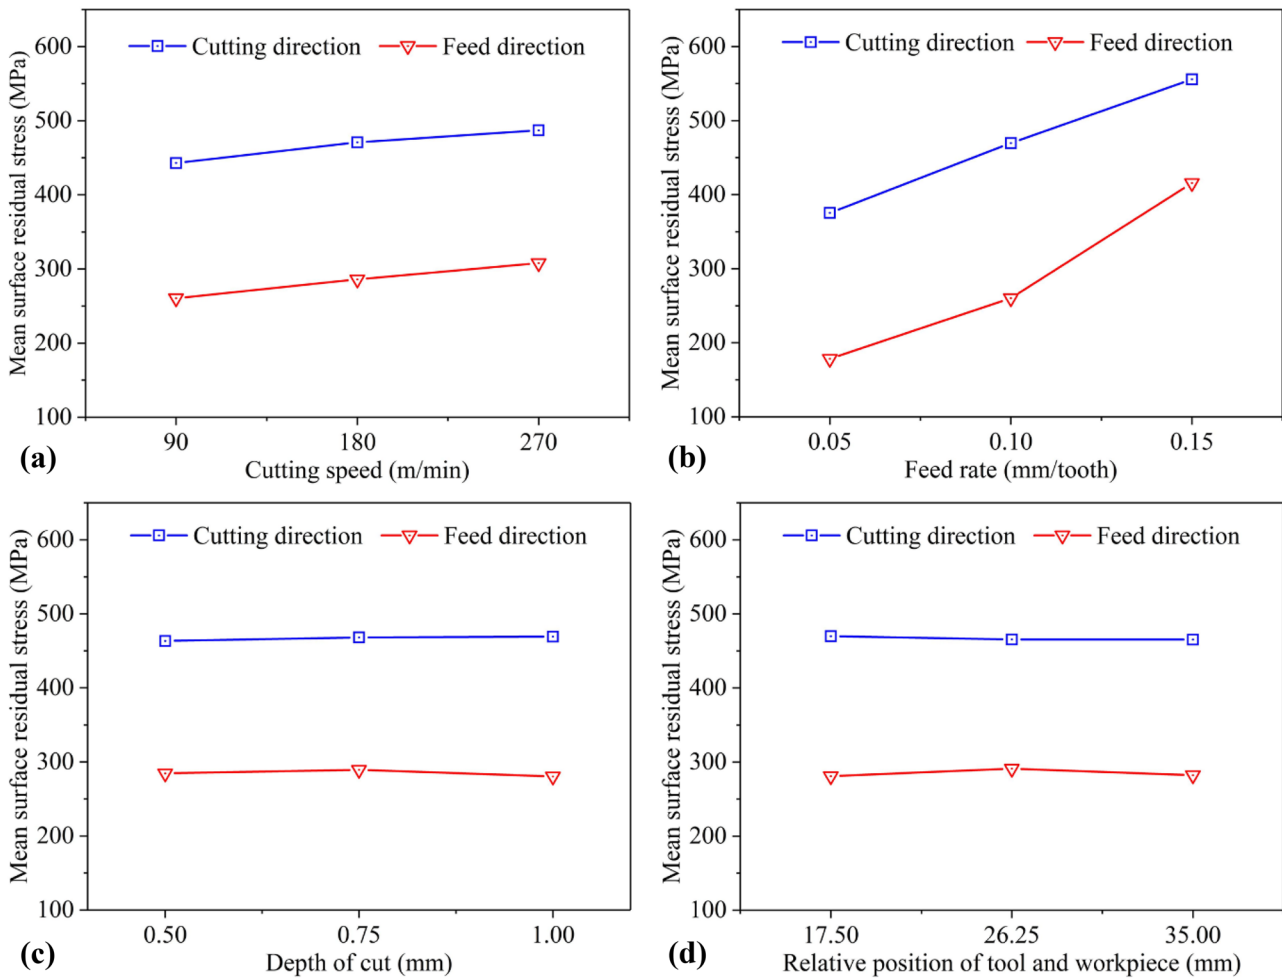 Cutting direction Feed direction
Mean surface residual stress (MPa)
600
500
400
300
200
100
90 180 270
(a)
Cutting speed (m/min)
Cutting direction Feed direction
Mean surface residual stress (MPa)
600
500
400
300
200
100
0.05 0.10 0.15
(b)
Feed rate (mm/tooth)
Cutting direction Feed direction
Mean surface residual stress (MPa)
600
500
400
300
200
100
0.50 0.75 1.00
(c)
Depth of cut (mm)
Cutting direction Feed direction
Mean surface residual stress (MPa)
600
500
400
300
200
100
17.50 26.25 35.00
(d)
Relative position of tool and workpiece (mm)